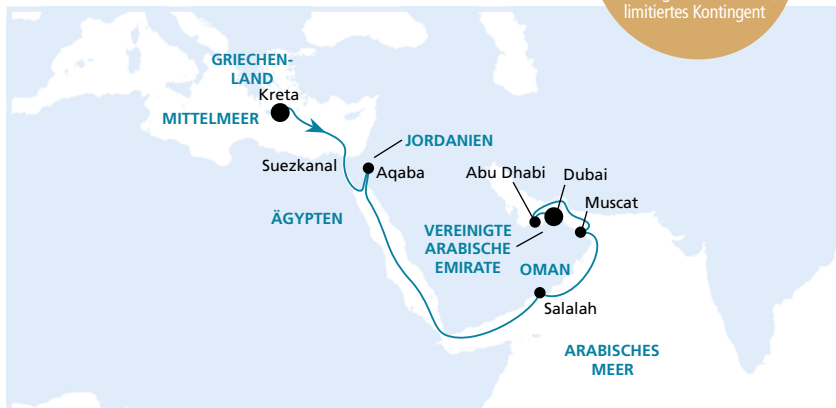 limitiertes Kontingent
GRIECHEN-
LAND
Kreta
MITTELMEER
JORDANIEN
Suezkanal
Aqaba
Abu Dhabi
Dubai
Muscat
ÄGYPTEN
VEREINIGTE
ARABISCHE
EMIRATE
OMAN
Salalah
ARABISCHES
MEER